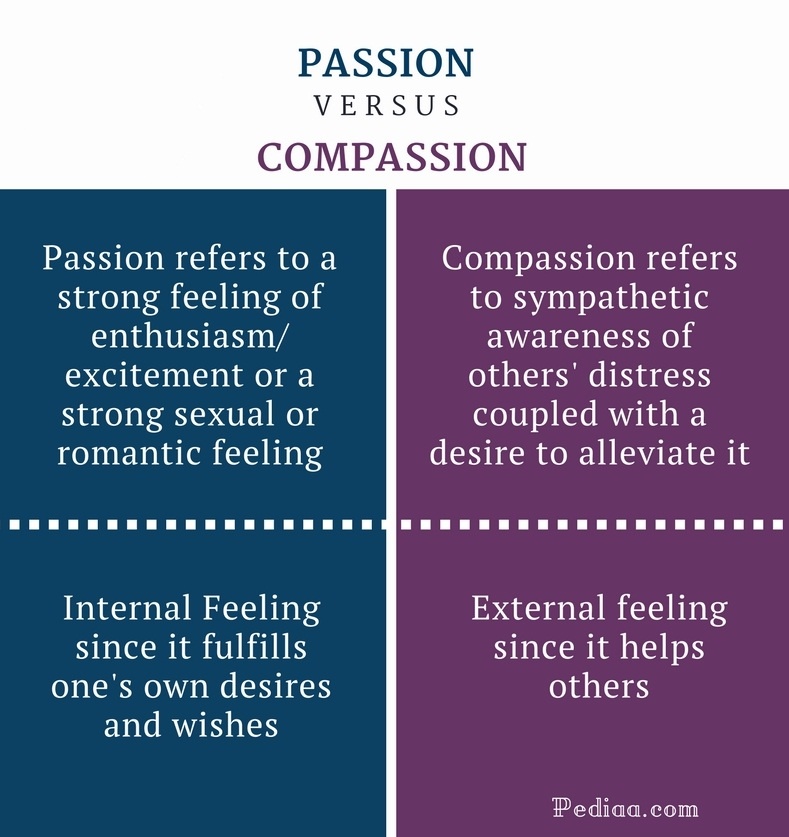 PASSION
VERSUS
COMPASSION
Passion refers to a
strong feeling of
enthusiasm/
excitement or a
strong sexual or
romantic feeling
Compassion refers
to sympathetic
awareness of
others' distress
coupled with a
desire to alleviate it
Internal Feeling
since it fulfills
one's own desires
and wishes
External feeling
since it helps
others
Pediaa.com